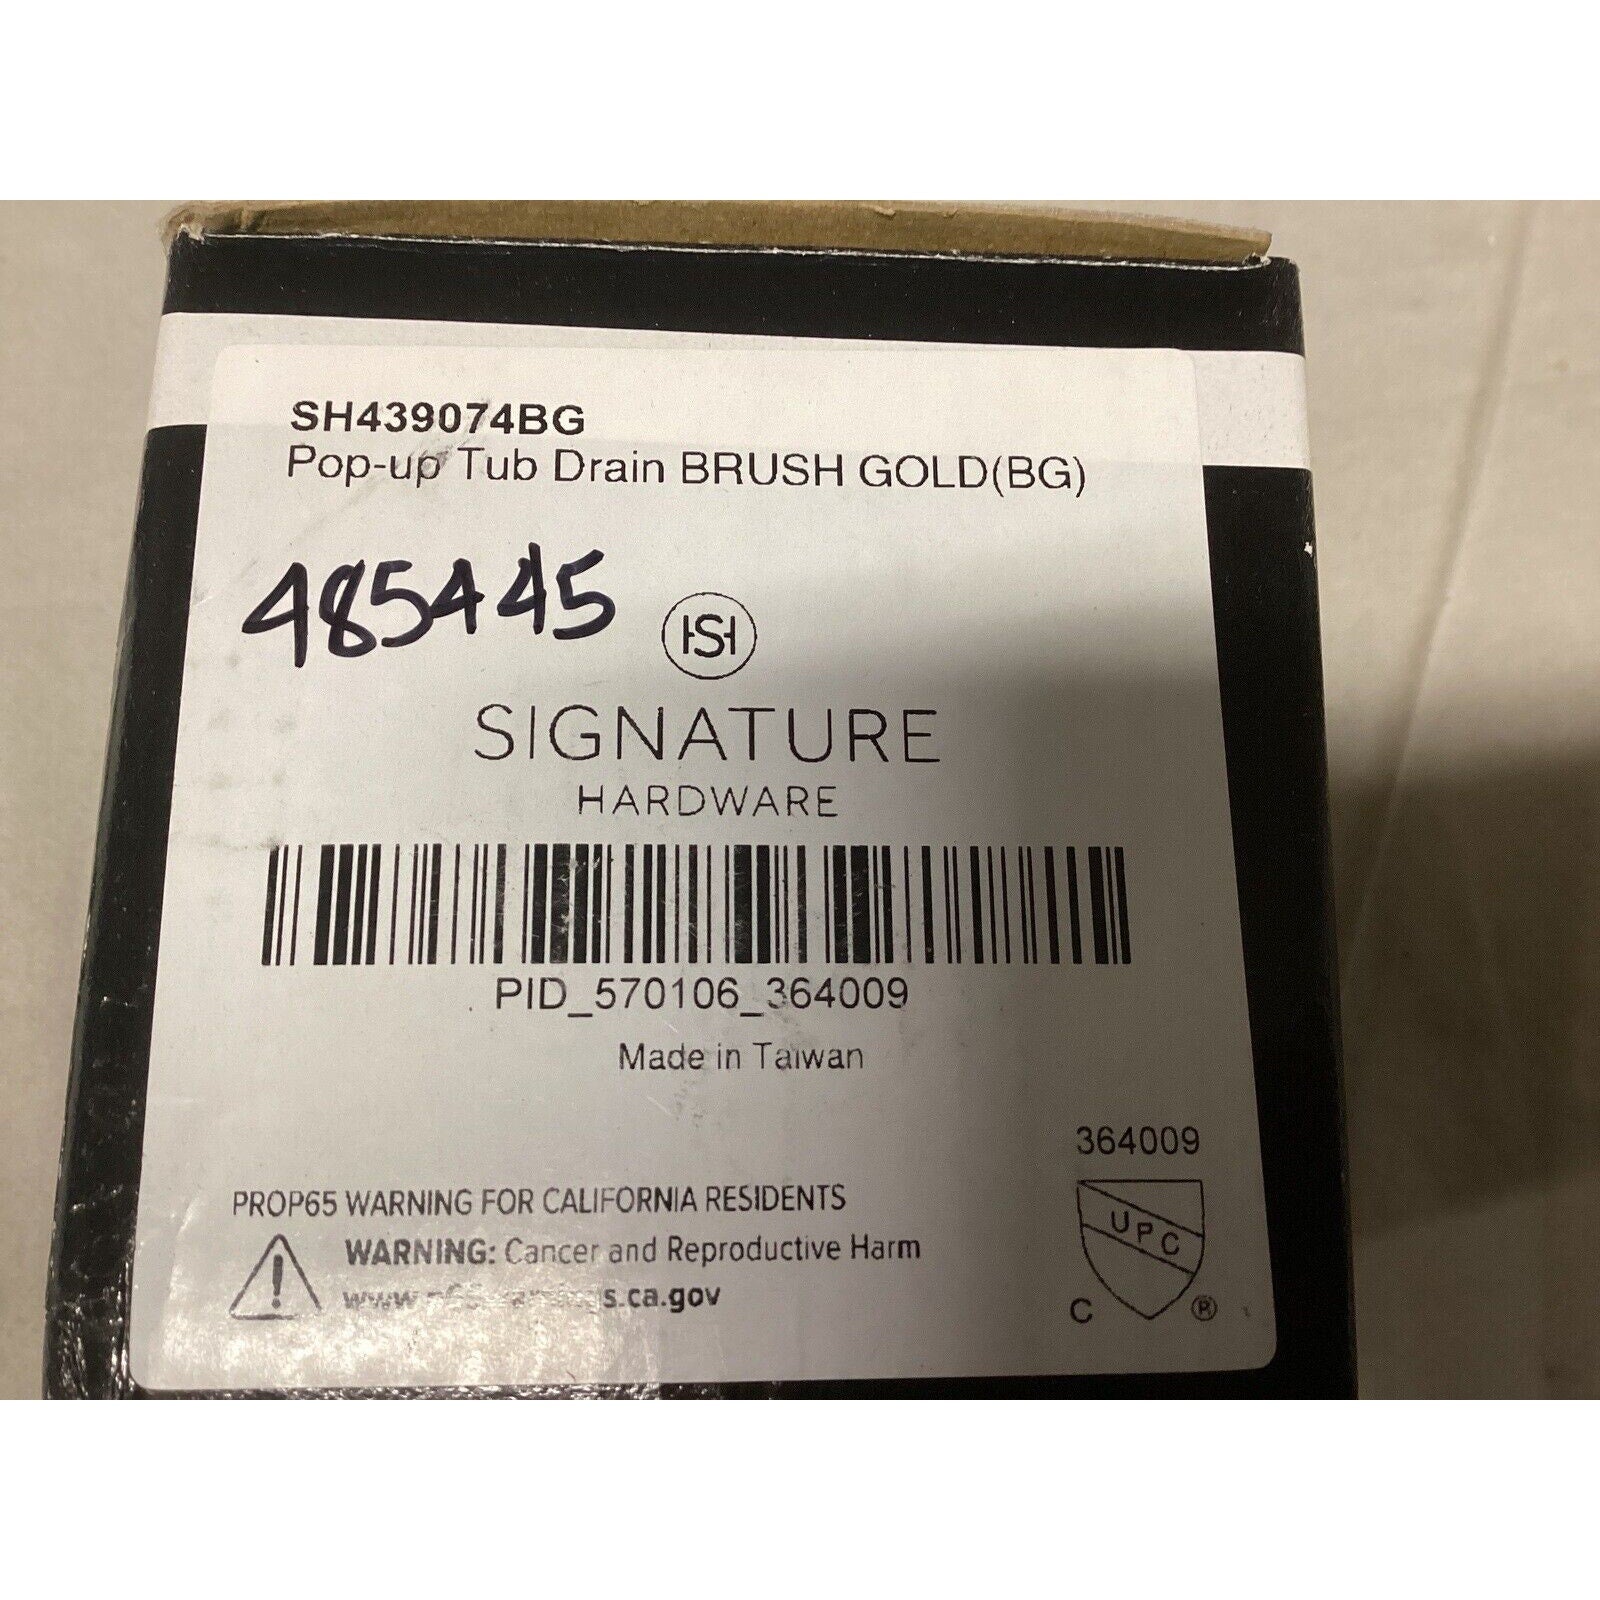 SH439074BG
Pop-up Tub Drain BRUSH GOLD(BG)
485445
HSH
SIGNATURE
HARDWARE
PID_570106_364009
Made in Taiwan
364009
PROP65 WARNING FOR CALIFORNIA RESIDENTS
WARNING: Cancer and Reproductive Harm
UPC
C ®